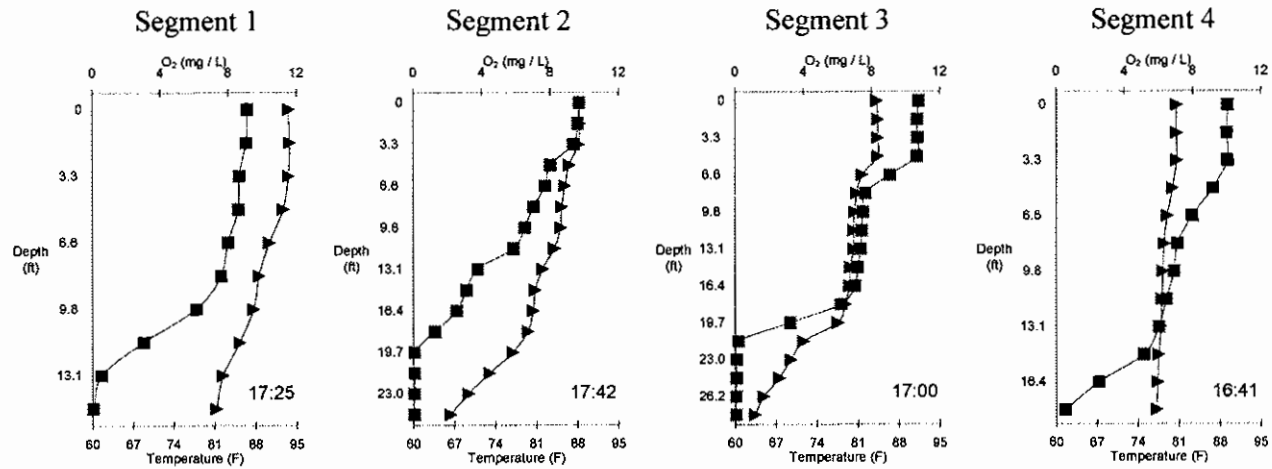 Segment 1
O₂ (mg / L)
0 4 8 12
0
3.3
6.6
9.8
13.1
Depth
(ft)
17:25
60 67 74 81 88 95
Temperature (F)
Segment 2
O₂ (mg / L)
0 4 8 12
0
3.3
6.6
9.8
13.1
16.4
19.7
23.0
Depth
(ft)
17:42
60 67 74 81 88 95
Temperature (F)
Segment 3
O₂ (mg / L)
0 4 8 12
0
3.3
6.6
9.8
13.1
16.4
19.7
23.0
26.2
Depth
(ft)
17:00
60 67 74 81 88 95
Temperature (F)
Segment 4
O₂ (mg / L)
0 4 8 12
0
3.3
6.5
9.8
13.1
16.4
Depth
(ft)
16:41
60 67 74 81 88 95
Temperature (F)